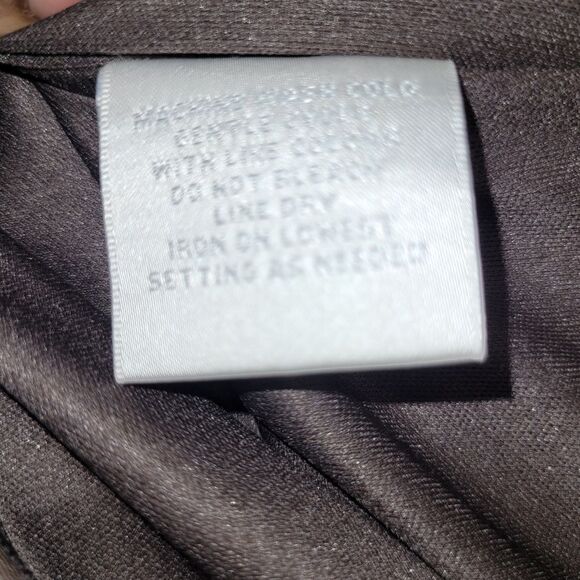 MACHINE WASH COLD
GENTLE CYCLE
WITH LIKE COLORS
DO NOT BLEACH
LINE DRY
IRON ON LOWEST
SETTING AS NEEDED